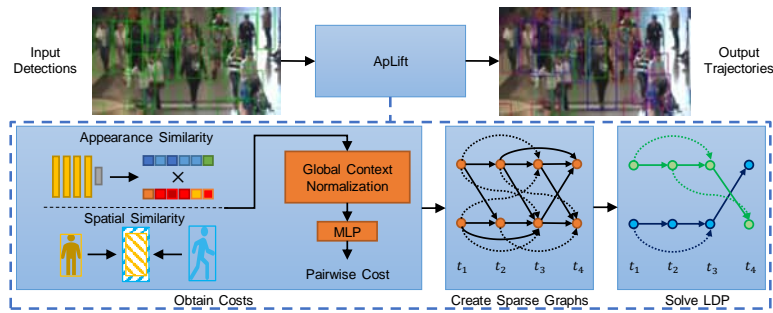 Input
Detections
ApLift
Output
Trajectories
Appearance Similarity
×
Spatial Similarity
Global Context
Normalization
MLP
Pairwise Cost
t₁ t₂ t₃ t₄
t₁ t₂ t₃ t₄
Obtain Costs
Create Sparse Graphs
Solve LDP